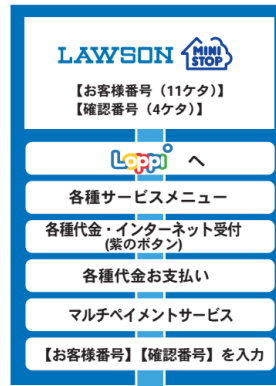 LAWSON MINI STOP
【お客様番号（11ケタ）】
【確認番号（4ケタ）】
Loppi へ
各種サービスメニュー
各種代金・インターネット受付
(紫のボタン)
各種代金お支払い
マルチペイメントサービス
【お客様番号】【確認番号】を入力